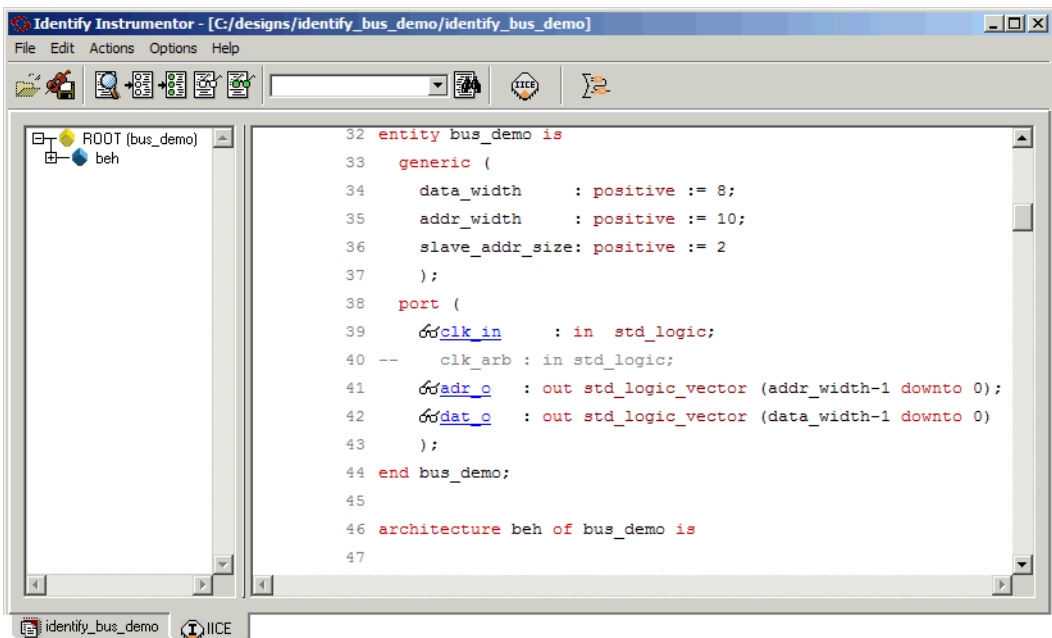 Identify Instrumentor - [C:/designs/identify_bus_demo/identify_bus_demo]
File Edit Actions Options Help
IICE
ROOT (bus_demo)
beh
32 entity bus_demo is
33 generic (
34 data_width : positive := 8;
35 addr_width : positive := 10;
36 slave_addr_size: positive := 2
37 );
38 port (
39 clk_in : in std_logic;
40 -- clk_arb : in std_logic;
41 adr_o : out std_logic_vector (addr_width-1 downto 0);
42 dat_o : out std_logic_vector (data_width-1 downto 0)
43 );
44 end bus_demo;
45
46 architecture beh of bus_demo is
47
identify_bus_demo
I IICE